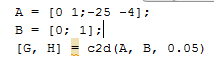 A = [0 1;-25 -4];
B = [0; 1];
[G, H] = c2d(A, B, 0.05)